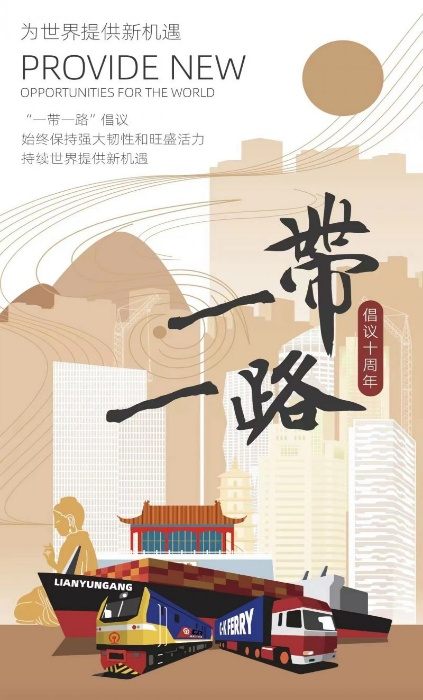 为世界提供新机遇
PROVIDE NEW
OPPORTUNITIES FOR THE WORLD
“一带一路”倡议
始终保持强大韧性和旺盛活力
持续世界提供新机遇
一带
一路
倡议十周年
LIANYUNGANG
C-K FERRY